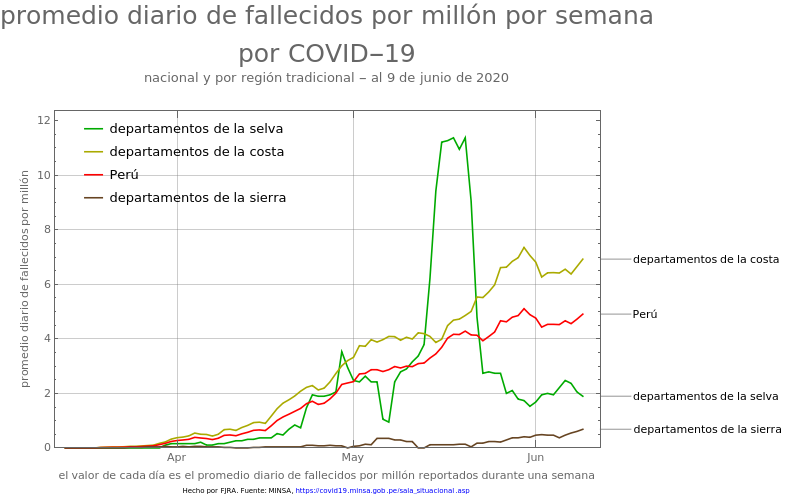 promedio diario de fallecidos por millón por semana
por COVID−19
nacional y por región tradicional − al 9 de junio de 2020
departamentos de la selva
departamentos de la costa
Perú
departamentos de la sierra
promedio diario de fallecidos por millón
12
10
8
6
4
2
0
Apr
May
Jun
departamentos de la costa
Perú
departamentos de la selva
departamentos de la sierra
el valor de cada día es el promedio diario de fallecidos por millón reportados durante una semana
Hecho por FJRA. Fuente: MINSA, https://covid19.minsa.gob.pe/sala_situacional.asp